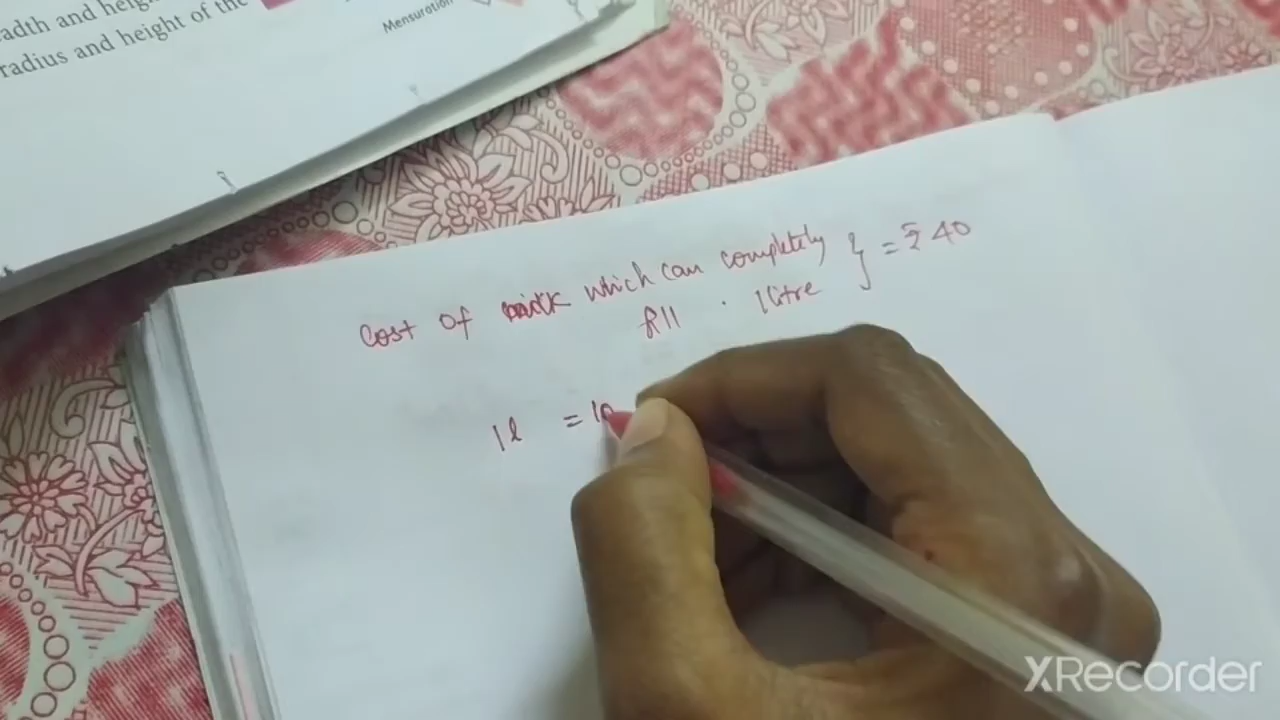 adth and heig
radius and height of the
Mensuration
Cost of milk which can completely } = ₹ 40
fill . 1 litre
1l = 10
XRecorder